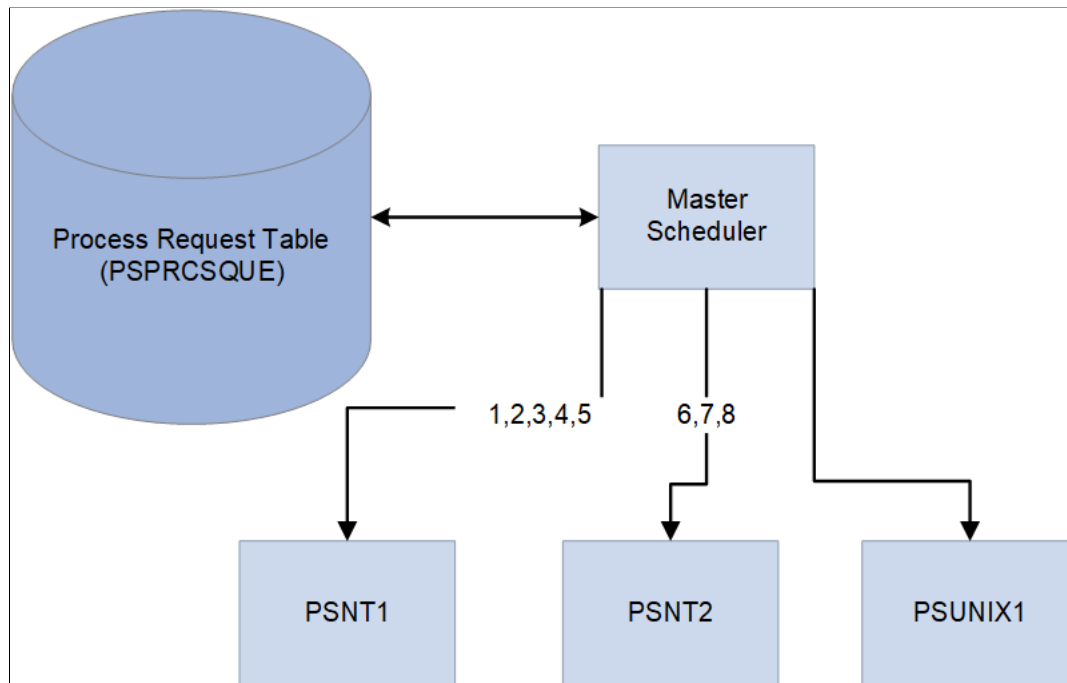 Process Request Table
(PSPRCSQUE)
Master
Scheduler
1,2,3,4,5
6,7,8
PSNT1
PSNT2
PSUNIX1